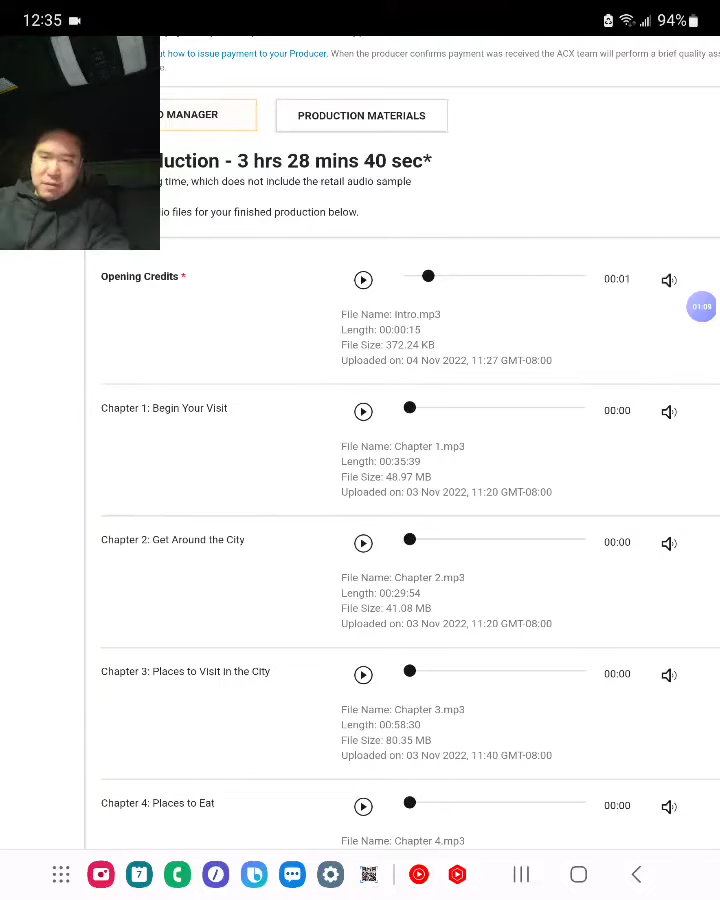 12:35
94%
ut how to issue payment to your Producer. When the producer confirms payment was received the ACX team will perform a brief quality ass
e.
MANAGER
PRODUCTION MATERIALS
uction - 3 hrs 28 mins 40 sec*
g time, which does not include the retail audio sample
io files for your finished production below.
Opening Credits *
00:01
01:09
File Name: intro.mp3
Length: 00:00:15
File Size: 372.24 KB
Uploaded on: 04 Nov 2022, 11:27 GMT-08:00
Chapter 1: Begin Your Visit
00:00
File Name: Chapter 1.mp3
Length: 00:35:39
File Size: 48.97 MB
Uploaded on: 03 Nov 2022, 11:20 GMT-08:00
Chapter 2: Get Around the City
00:00
File Name: Chapter 2.mp3
Length: 00:29:54
File Size: 41.08 MB
Uploaded on: 03 Nov 2022, 11:20 GMT-08:00
Chapter 3: Places to Visit in the City
00:00
File Name: Chapter 3.mp3
Length: 00:58:30
File Size: 80.35 MB
Uploaded on: 03 Nov 2022, 11:40 GMT-08:00
Chapter 4: Places to Eat
00:00
File Name: Chapter 4.mp3
7